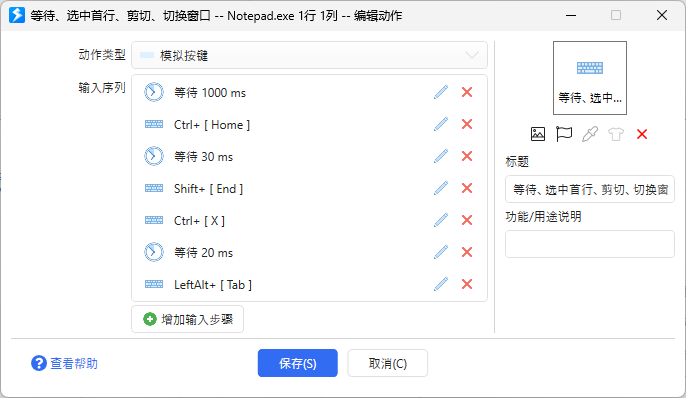 等待、选中首行、剪切、切换窗口 -- Notepad.exe 1行 1列 -- 编辑动作
动作类型
模拟按键
输入序列
等待 1000 ms
Ctrl+ [ Home ]
等待 30 ms
Shift+ [ End ]
Ctrl+ [ X ]
等待 20 ms
LeftAlt+ [ Tab ]
增加输入步骤
等待、选中...
标题
等待、选中首行、剪切、切换窗
功能/用途说明
查看帮助
保存(S)
取消(C)